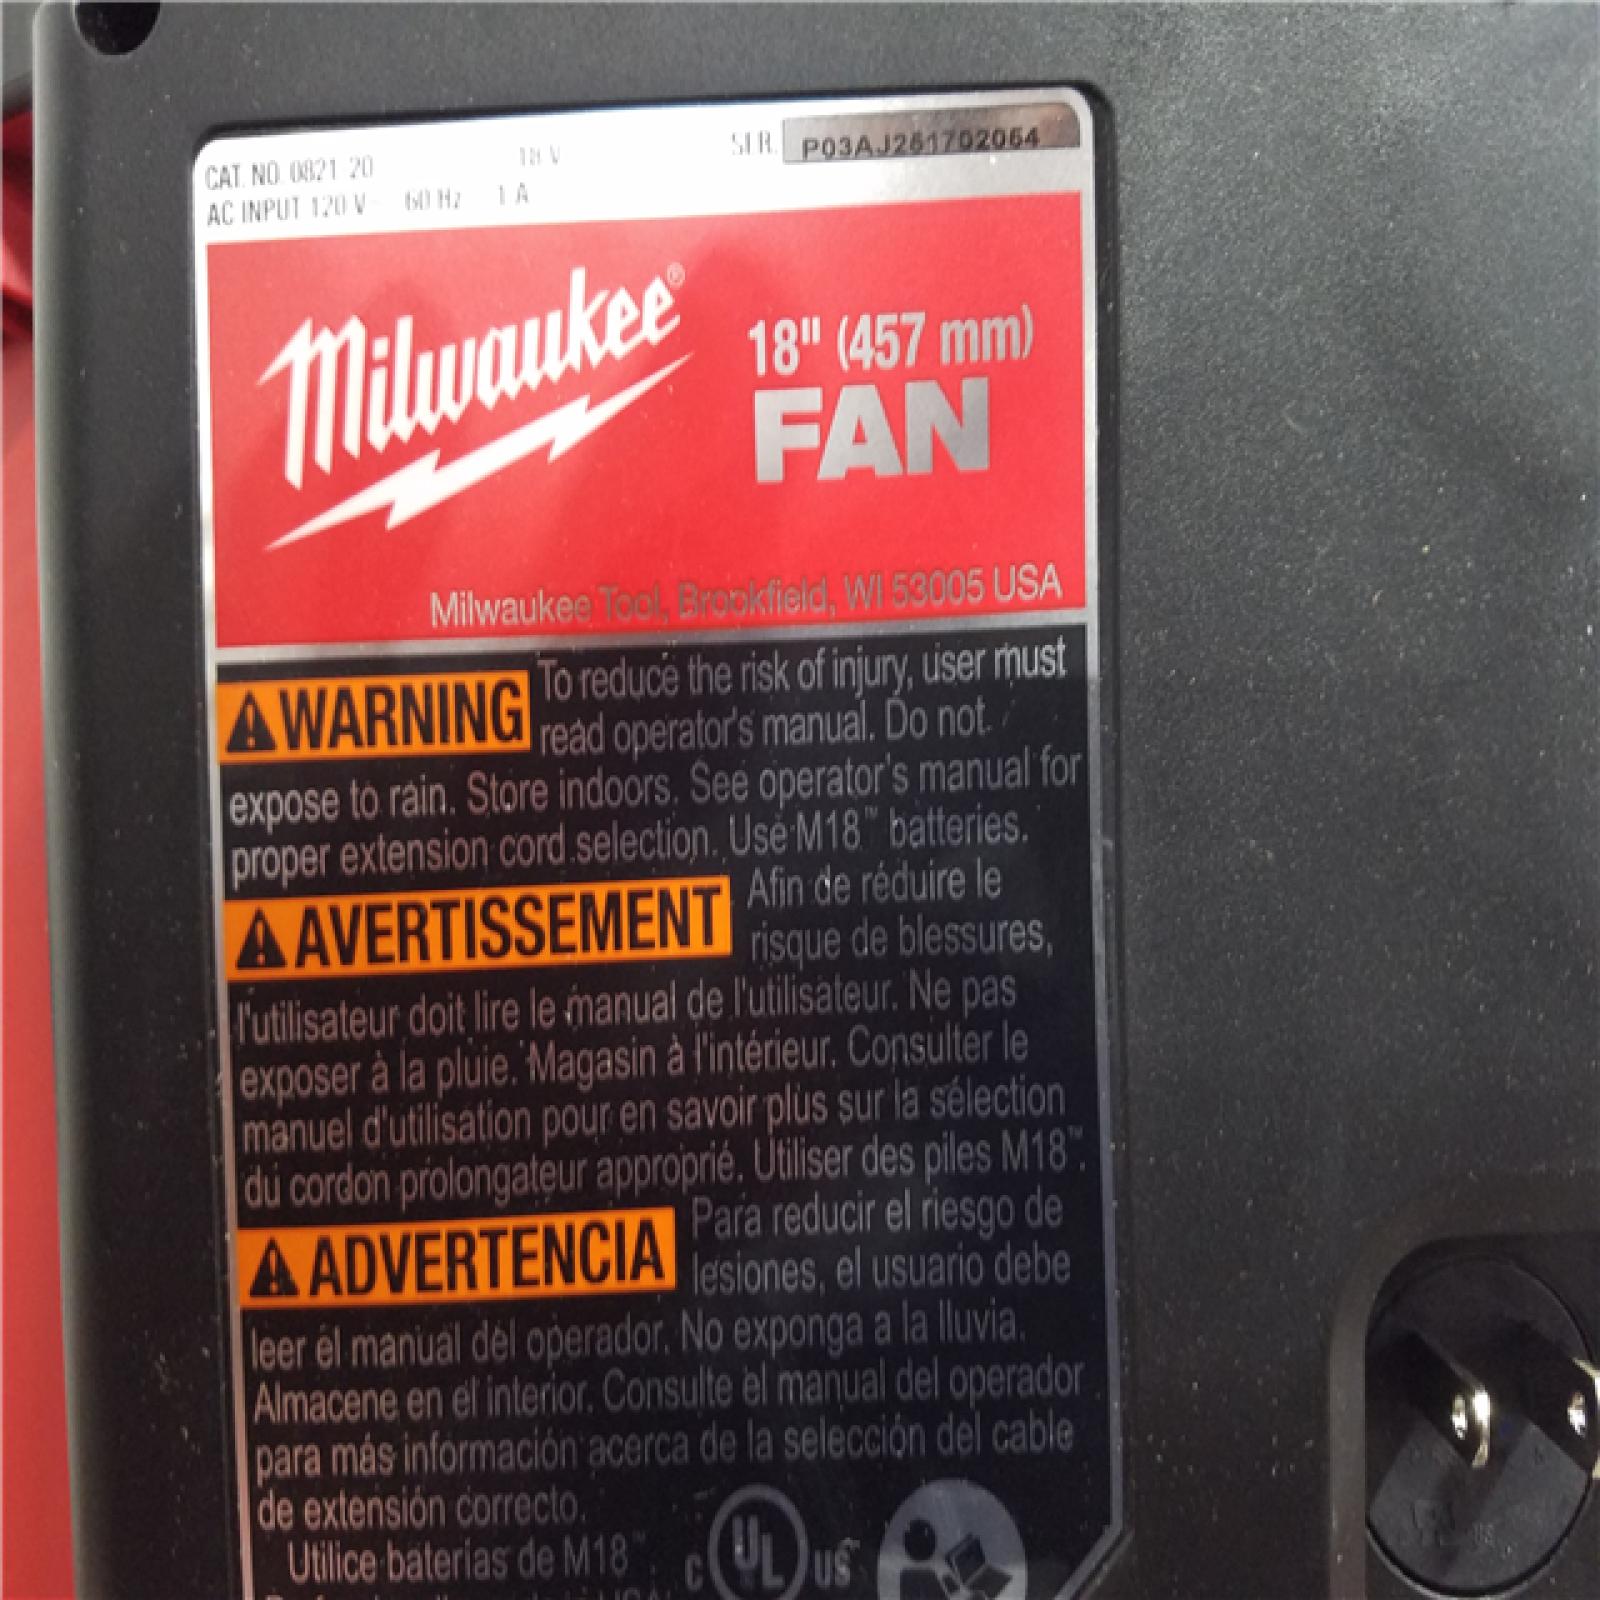 CAT. NO. 0821-20 18 V SER. P03AJ251702054
AC INPUT 120 V~ 60 Hz 1 A
Milwaukee®
18" (457 mm)
FAN
Milwaukee Tool, Brookfield, WI 53005 USA
WARNING To reduce the risk of injury, user must
read operator's manual. Do not
expose to rain. Store indoors. See operator's manual for
proper extension cord selection. Use M18™ batteries.
AVERTISSEMENT Afin de réduire le
risque de blessures,
l'utilisateur doit lire le manual de l'utilisateur. Ne pas
exposer à la pluie. Magasin à l'intérieur. Consulter le
manuel d'utilisation pour en savoir plus sur la sélection
du cordon prolongateur approprié. Utiliser des piles M18™.
ADVERTENCIA Para reducir el riesgo de
lesiones, el usuario debe
leer el manual del operador. No exponga a la lluvia.
Almacene en el interior. Consulte el manual del operador
para más información acerca de la selección del cable
de extensión correcto.
Utilice baterías de M18™.
C UL US